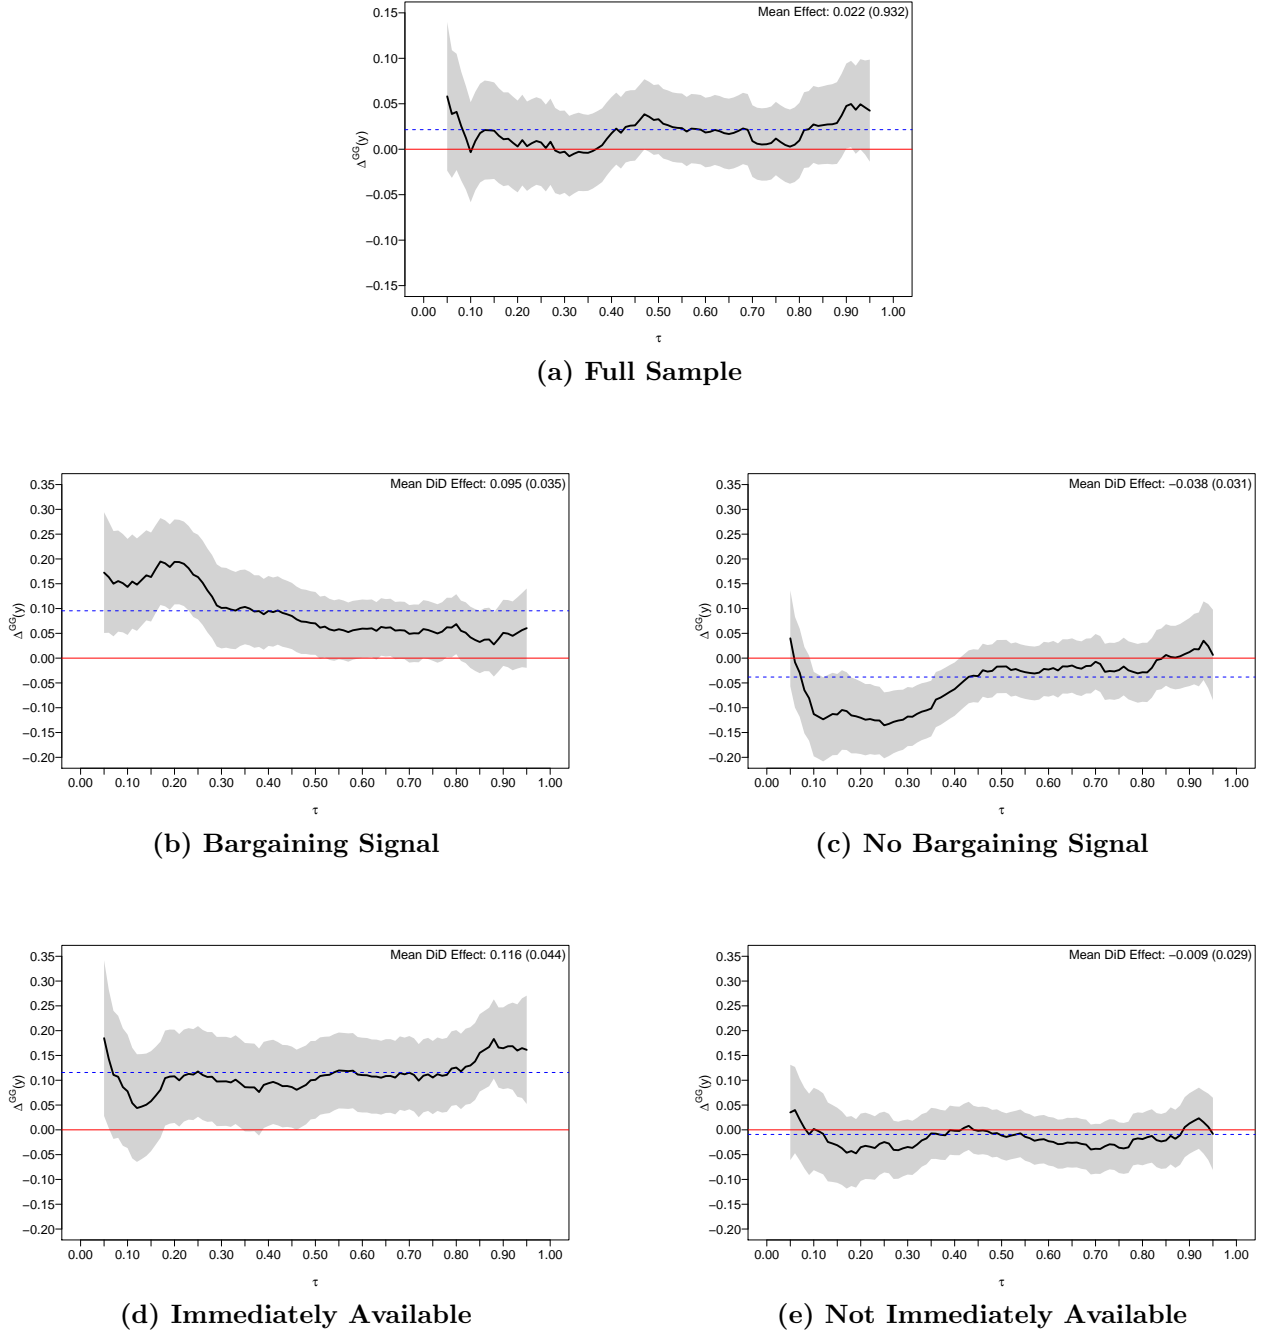 Mean Effect: 0.022 (0.932)
0.15
0.10
0.05
0.00
−0.05
−0.10
−0.15
Δ^GG(y)
0.00 0.10 0.20 0.30 0.40 0.50 0.60 0.70 0.80 0.90 1.00
τ
(a) Full Sample
Mean DiD Effect: 0.095 (0.035)
0.35
0.30
0.25
0.20
0.15
0.10
0.05
0.00
−0.05
−0.10
−0.15
−0.20
Δ^GG(y)
0.00 0.10 0.20 0.30 0.40 0.50 0.60 0.70 0.80 0.90 1.00
τ
(b) Bargaining Signal
Mean DiD Effect: −0.038 (0.031)
0.35
0.30
0.25
0.20
0.15
0.10
0.05
0.00
−0.05
−0.10
−0.15
−0.20
Δ^GG(y)
0.00 0.10 0.20 0.30 0.40 0.50 0.60 0.70 0.80 0.90 1.00
τ
(c) No Bargaining Signal
Mean DiD Effect: 0.116 (0.044)
0.35
0.30
0.25
0.20
0.15
0.10
0.05
0.00
−0.05
−0.10
−0.15
−0.20
Δ^GG(y)
0.00 0.10 0.20 0.30 0.40 0.50 0.60 0.70 0.80 0.90 1.00
τ
(d) Immediately Available
Mean DiD Effect: −0.009 (0.029)
0.35
0.30
0.25
0.20
0.15
0.10
0.05
0.00
−0.05
−0.10
−0.15
−0.20
Δ^GG(y)
0.00 0.10 0.20 0.30 0.40 0.50 0.60 0.70 0.80 0.90 1.00
τ
(e) Not Immediately Available